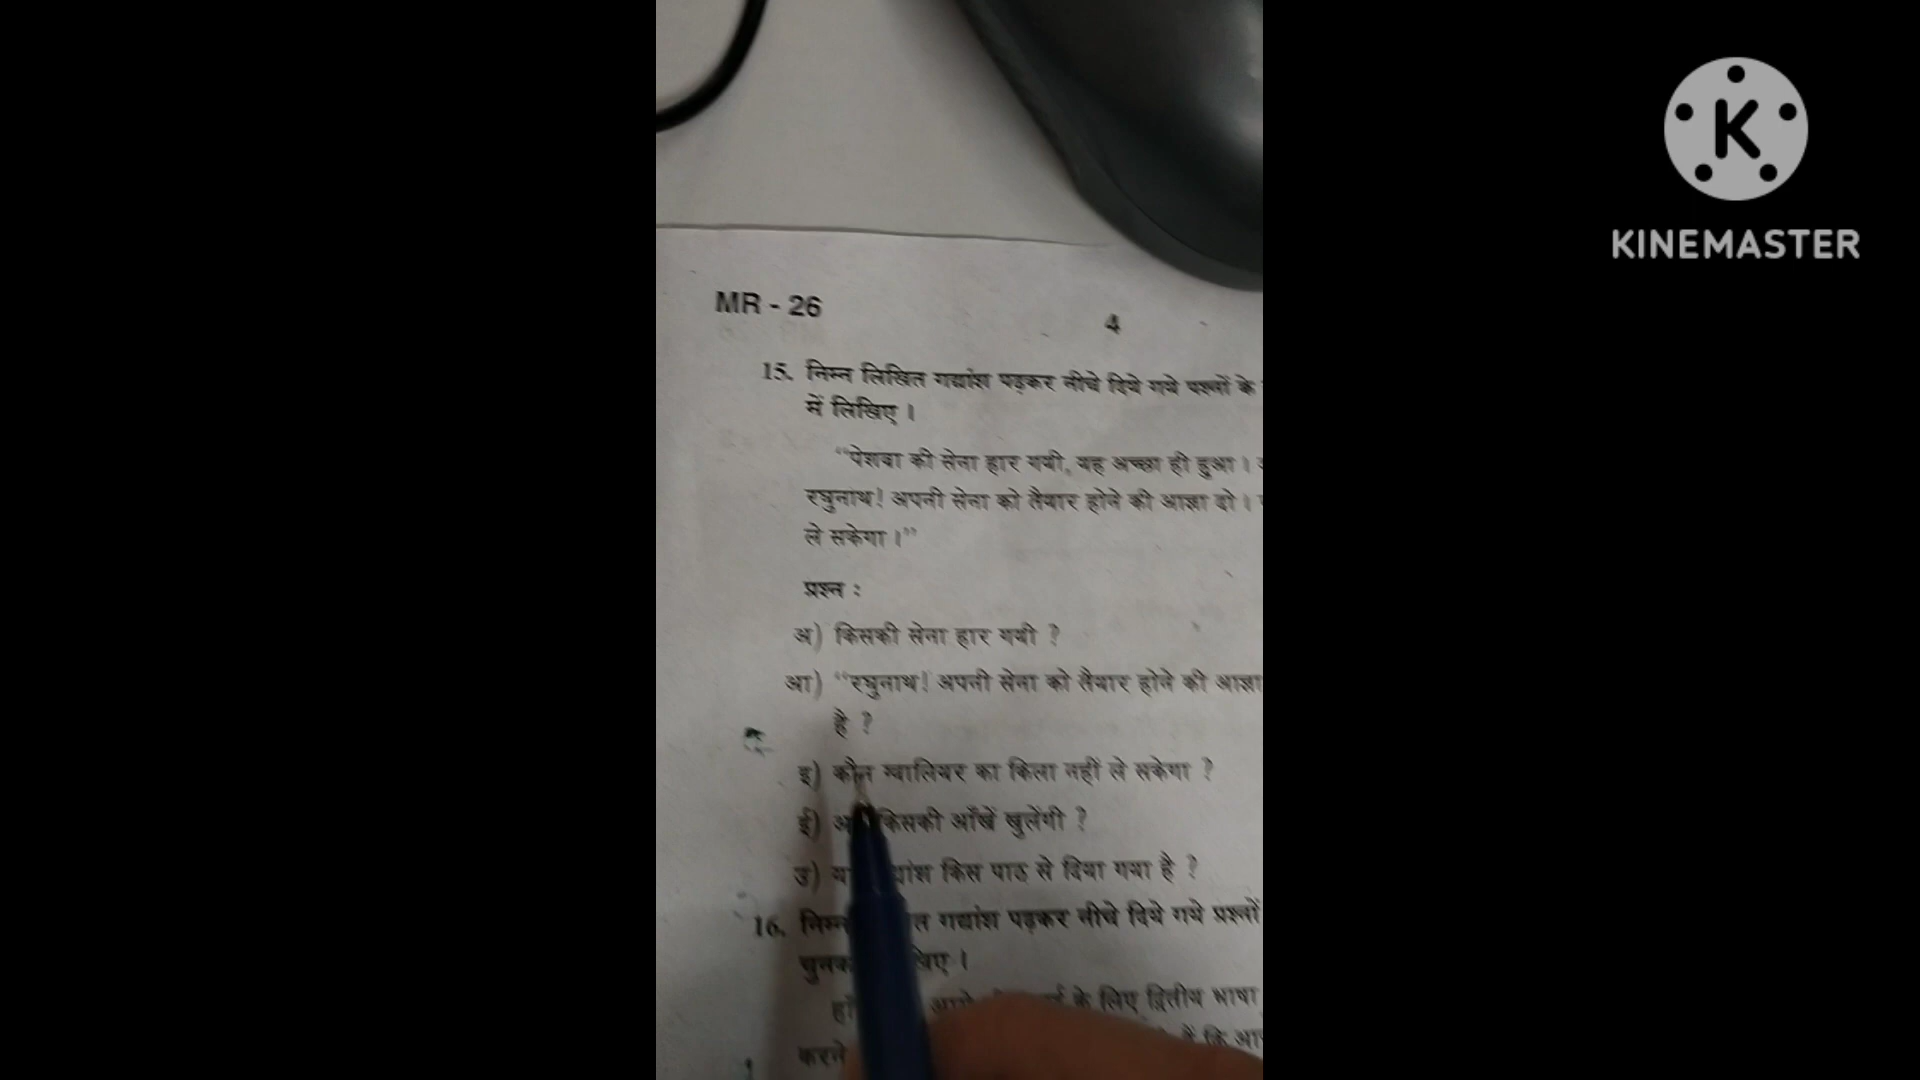 MR - 26
4
15. निम्न लिखित गद्यांश पढ़कर नीचे दिये गये पश्नों के
में लिखिए ।
“पेशवा की सेना हार गयी, यह अच्छा ही हुआ ।
रघुनाथ! अपनी सेना को तैयार होने की आज्ञा दो ।
ले सकेगा ।”
प्रश्न :
अ) किसकी सेना हार गयी ?
आ) “रघुनाथ! अपनी सेना को तैयार होने की आज्ञा
है ?
इ) कौन ग्वालियर का किला नहीं ले सकेगा ?
ई) किसकी आँखें खुलेंगी ?
उ) किस पाठ से दिया गया है ?
16. गद्यांश पढ़कर नीचे दिये गये प्रश्नों
के लिए द्वितीय भाषा
कि
करने
K
KINEMASTER